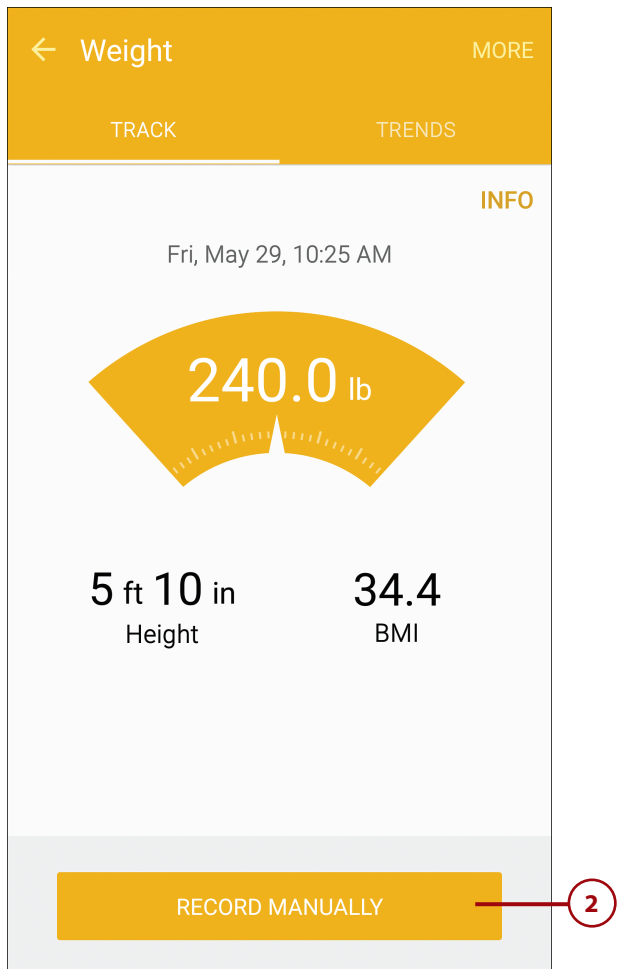 Weight MORE
TRACK TRENDS
INFO
Fri, May 29, 10:25 AM
240.0 lb
5 ft 10 in 34.4
Height BMI
RECORD MANUALLY 2